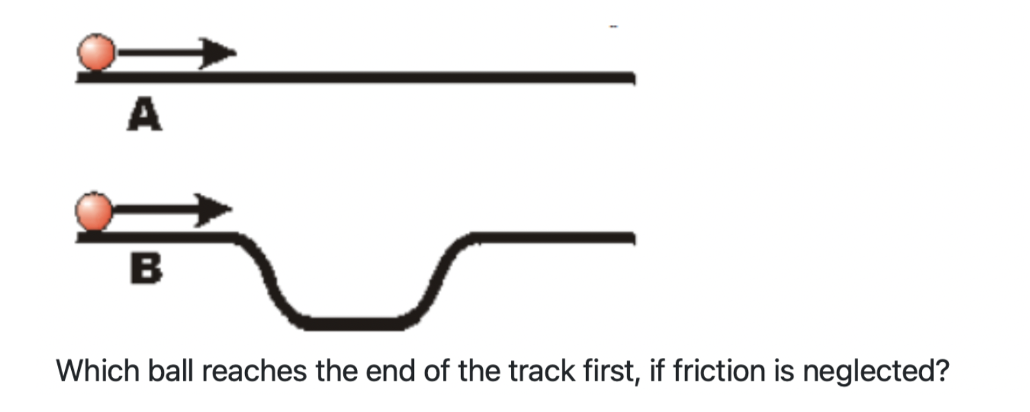 A
B
Which ball reaches the end of the track first, if friction is neglected?